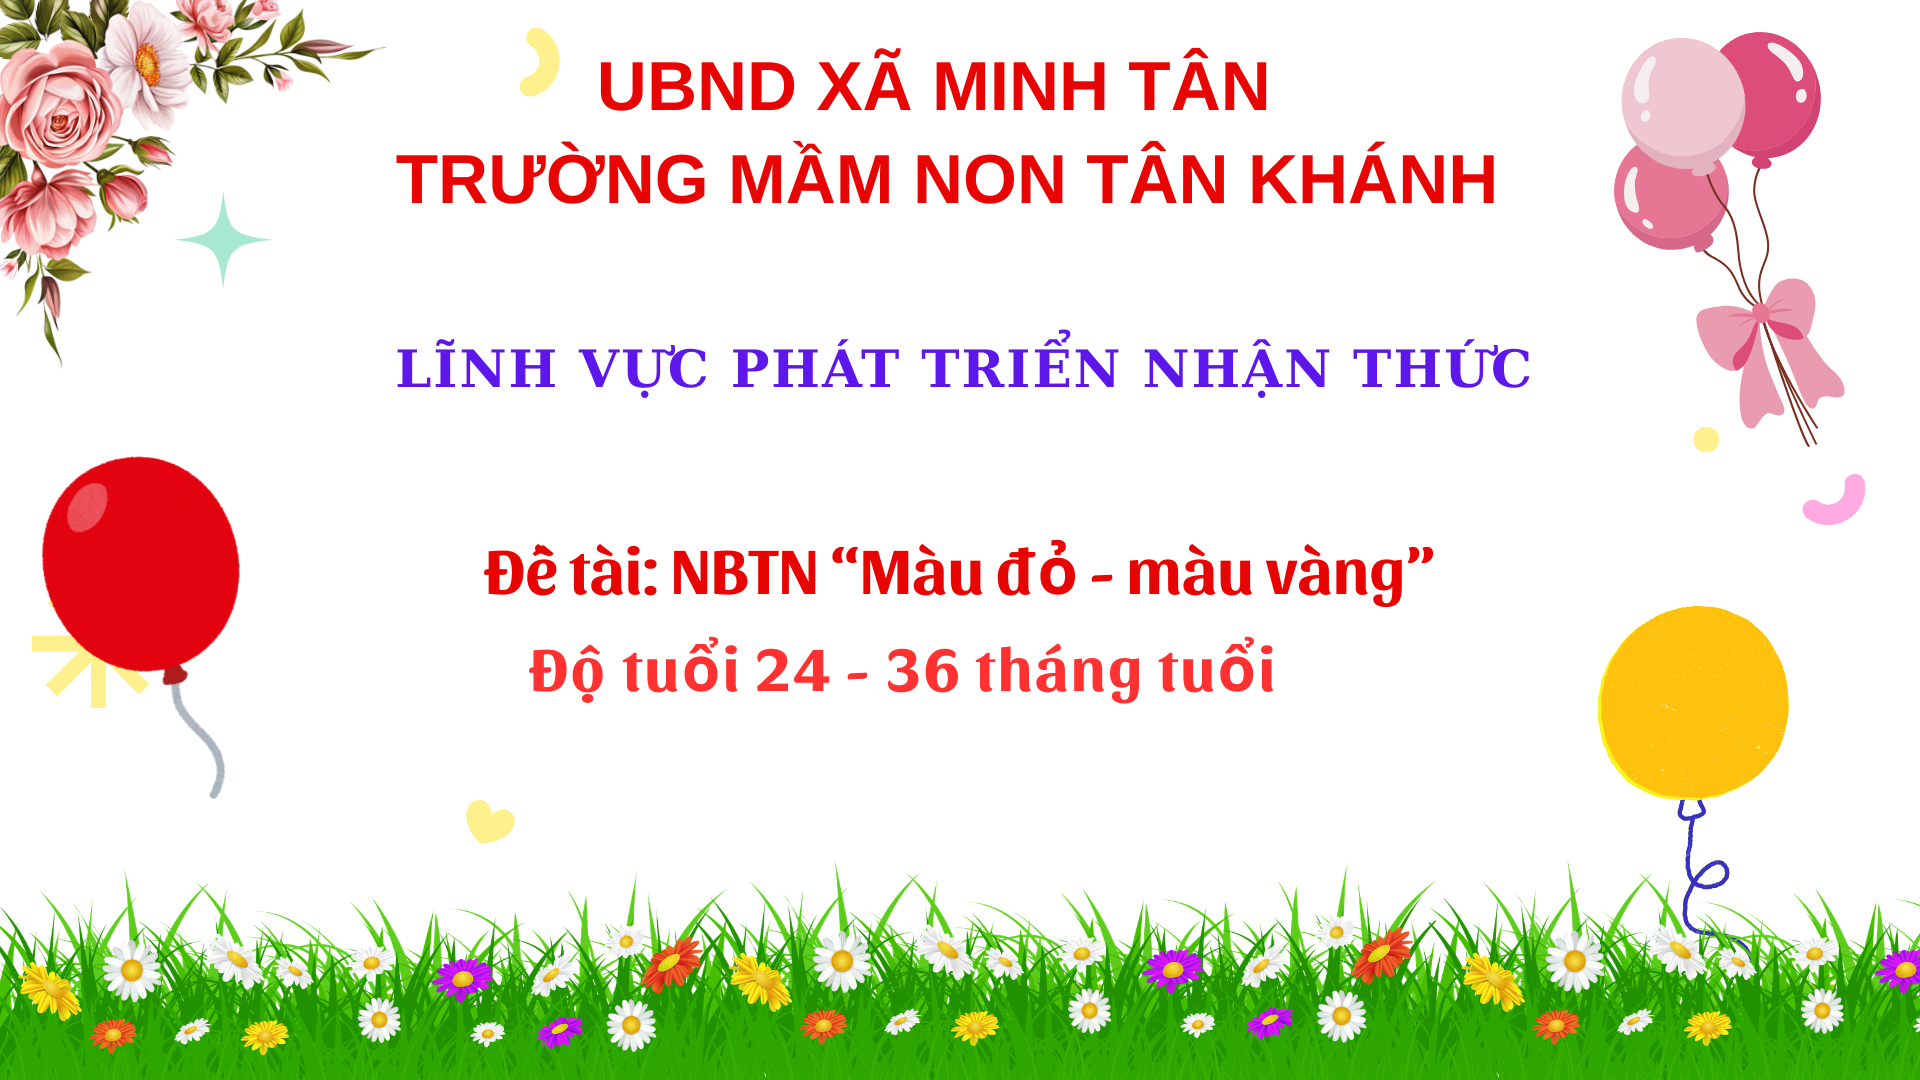 UBND XÃ MINH TÂN
TRƯỜNG MẦM NON TÂN KHÁNH
LĨNH VỰC PHÁT TRIỂN NHẬN THỨC
Đề tài: NBTN “Màu đỏ - màu vàng”
Độ tuổi 24 - 36 tháng tuổi